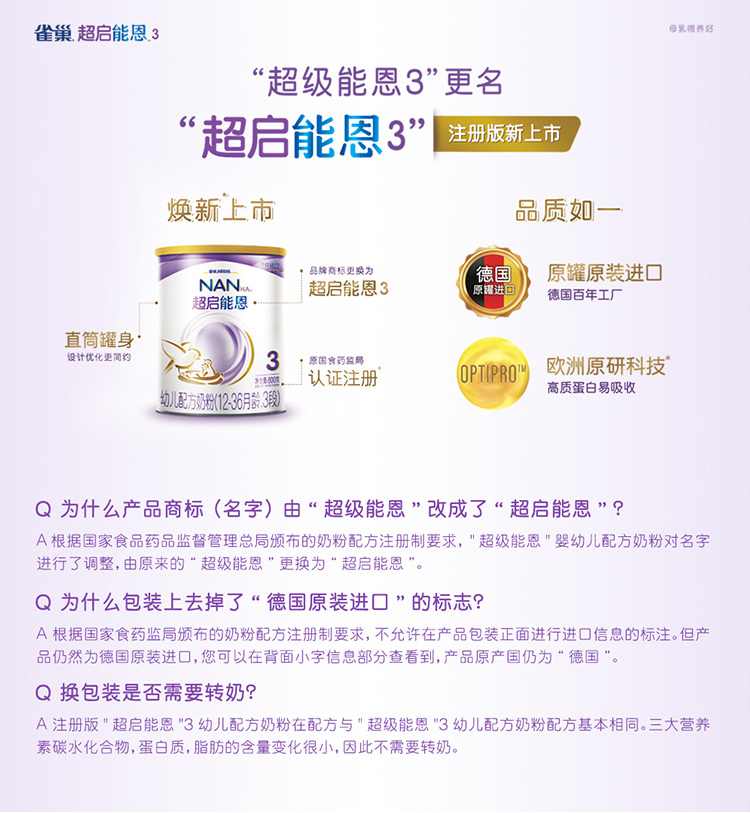 雀巢 超启能恩 3
母乳喂养好
“超级能恩3”更名
“超启能恩3”
注册版新上市
焕新*上市
品质如一
NAN HA
超启能恩
3
净含量:800克
幼儿配方奶粉(12-36月龄,3段)
直筒罐身*
设计优化更简约
品牌商标更换为
超启能恩3
原国食药监局
认证注册*
德国
原罐进口
原罐原装进口
德国百年工厂
OPTIPRO™
欧洲原研科技*
高质蛋白易吸收
Q 为什么产品商标（名字）由“超级能恩”改成了“超启能恩”?
A 根据国家食品药品监督管理总局颁布的奶粉配方注册制要求，"超级能恩"婴幼儿配方奶粉对名字
进行了调整,由原来的“超级能恩”更换为“超启能恩”。
Q 为什么包装上去掉了“德国原装进口”的标志?
A 根据国家食药监局颁布的奶粉配方注册制要求,不允许在产品包装正面进行进口信息的标注。但产
品仍然为德国原装进口,您可以在背面小字信息部分查看到,产品原产国仍为“德国”。
Q 换包装是否需要转奶?
A 注册版"超启能恩"3幼儿配方奶粉在配方与"超级能恩"3幼儿配方奶粉配方基本相同。三大营养
素碳水化合物,蛋白质,脂肪的含量变化很小,因此不需要转奶。